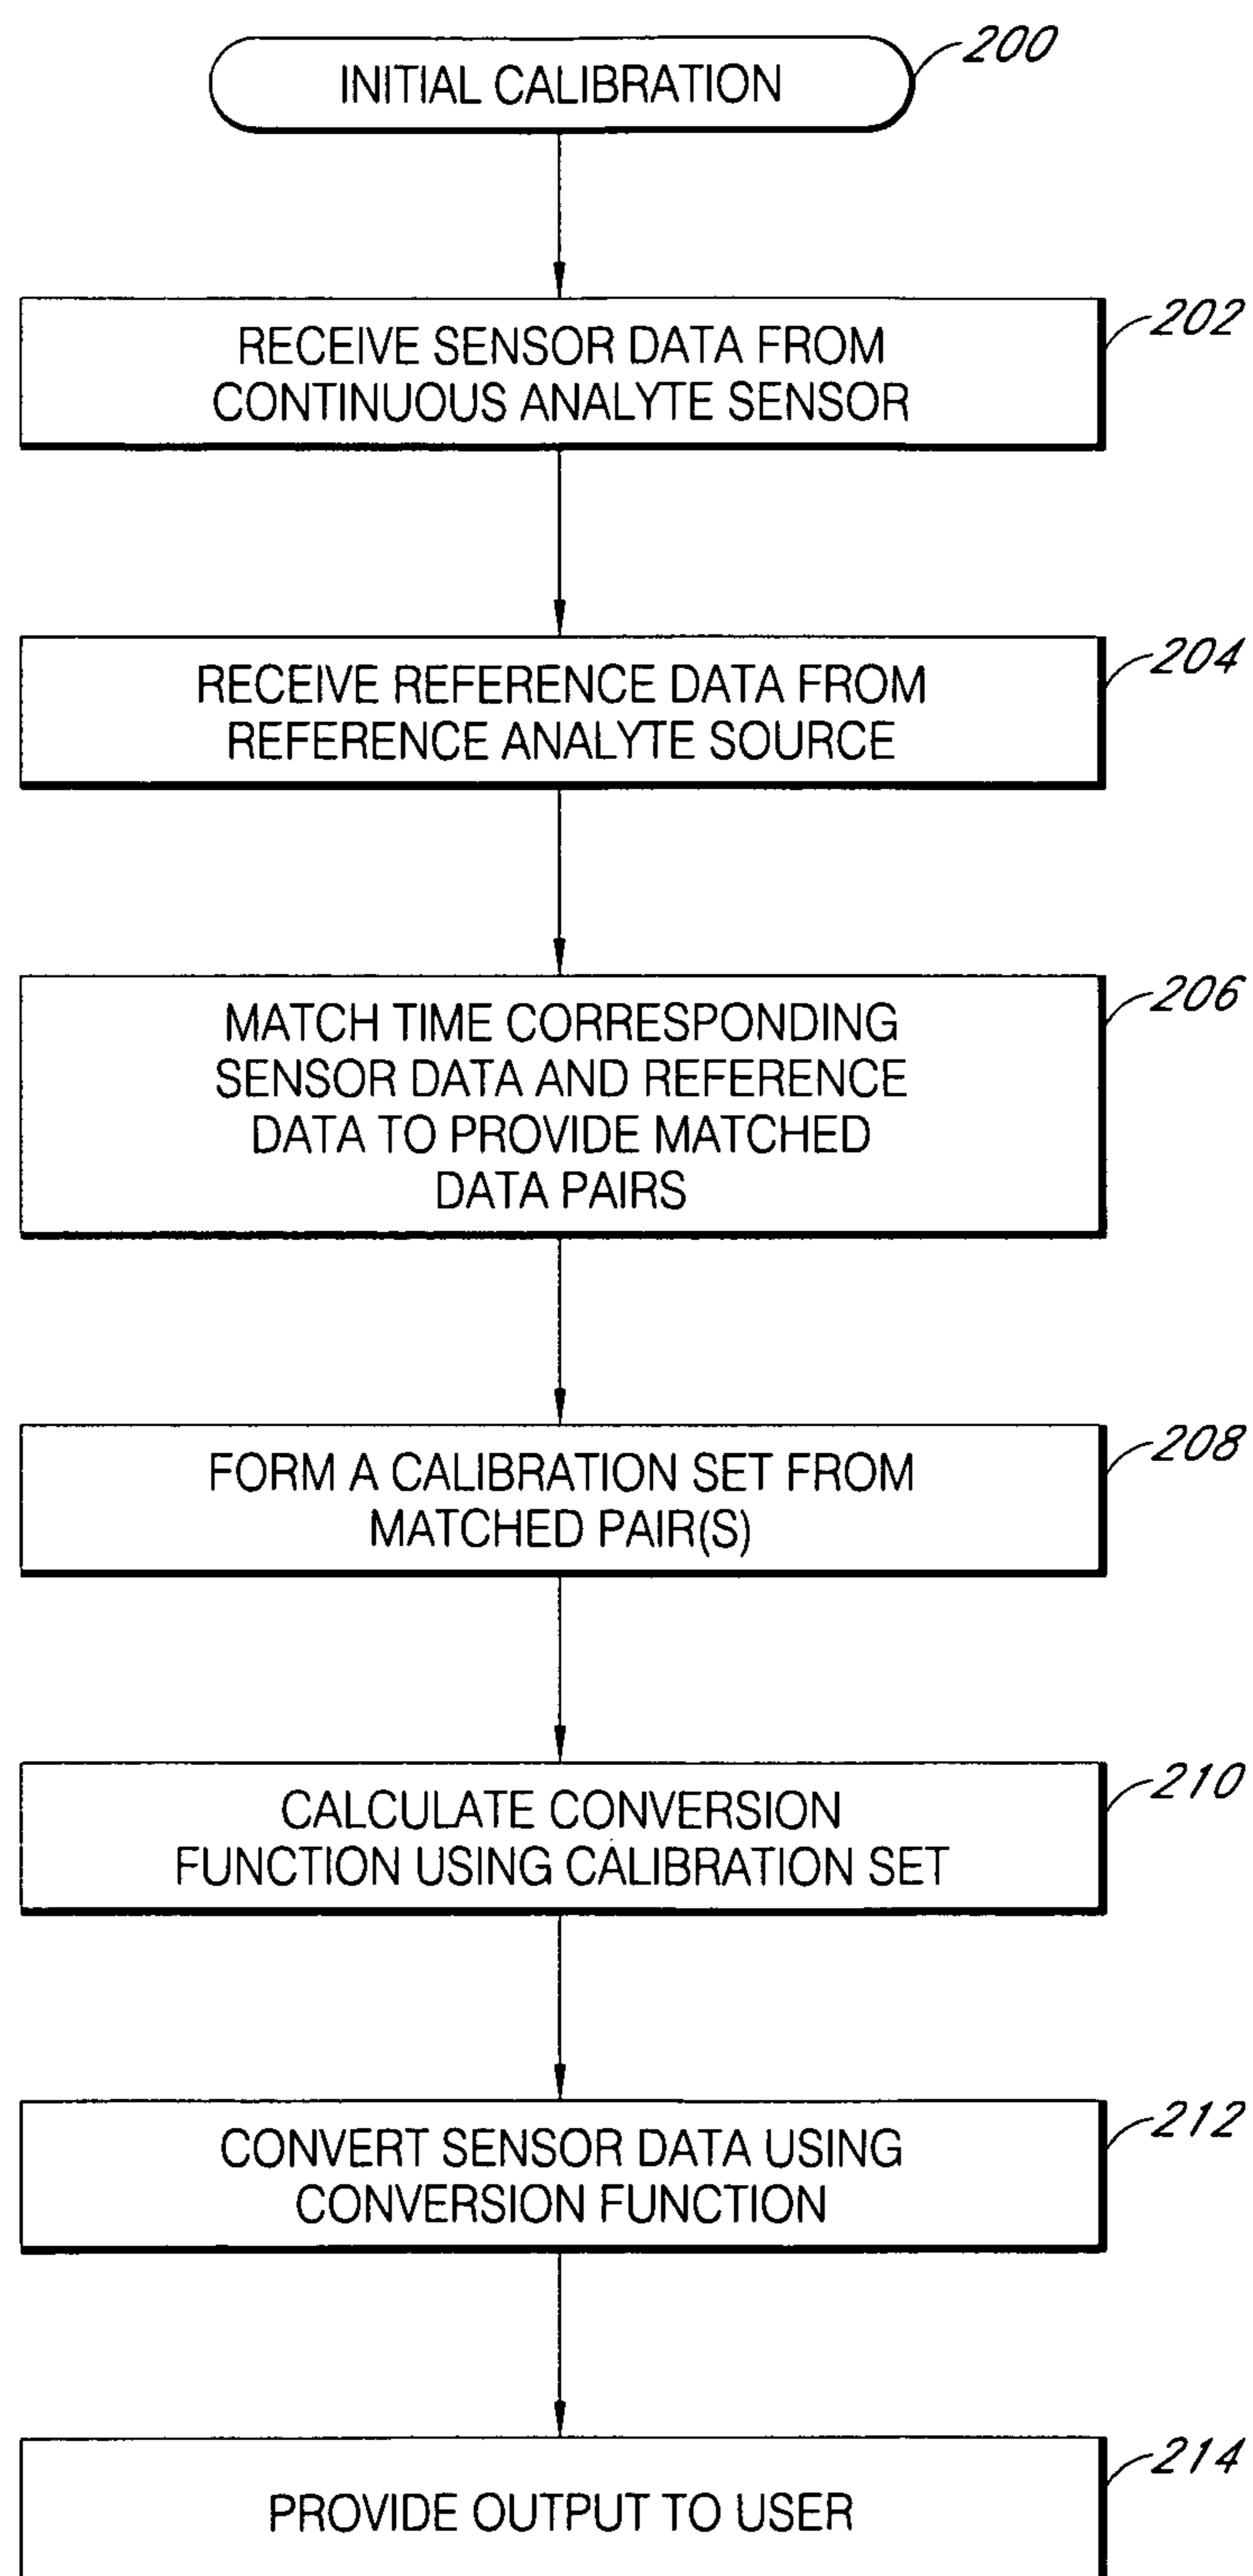 INITIAL CALIBRATION
200
RECEIVE SENSOR DATA FROM
CONTINUOUS ANALYTE SENSOR
202
RECEIVE REFERENCE DATA FROM
REFERENCE ANALYTE SOURCE
204
MATCH TIME CORRESPONDING
SENSOR DATA AND REFERENCE
DATA TO PROVIDE MATCHED
DATA PAIRS
206
FORM A CALIBRATION SET FROM
MATCHED PAIR(S)
208
CALCULATE CONVERSION
FUNCTION USING CALIBRATION SET
210
CONVERT SENSOR DATA USING
CONVERSION FUNCTION
212
PROVIDE OUTPUT TO USER
214